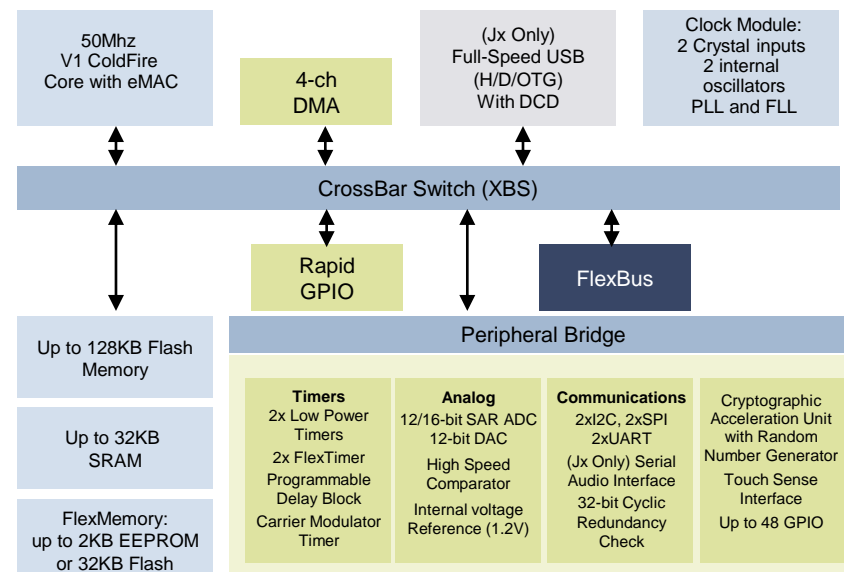 50Mhz
V1 ColdFire
Core with eMAC
4-ch
DMA
(Jx Only)
Full-Speed USB
(H/D/OTG)
With DCD
Clock Module:
2 Crystal inputs
2 internal
oscillators
PLL and FLL
CrossBar Switch (XBS)
Rapid
GPIO
FlexBus
Up to 128KB Flash
Memory
Up to 32KB
SRAM
FlexMemory:
up to 2KB EEPROM
or 32KB Flash
Peripheral Bridge
Timers
2x Low Power
Timers
2x FlexTimer
Programmable
Delay Block
Carrier Modulator
Timer
Analog
12/16-bit SAR ADC
12-bit DAC
High Speed
Comparator
Internal voltage
Reference (1.2V)
Communications
2xI2C, 2xSPI
2xUART
(Jx Only) Serial
Audio Interface
32-bit Cyclic
Redundancy
Check
Cryptographic
Acceleration Unit
with Random
Number Generator
Touch Sense
Interface
Up to 48 GPIO